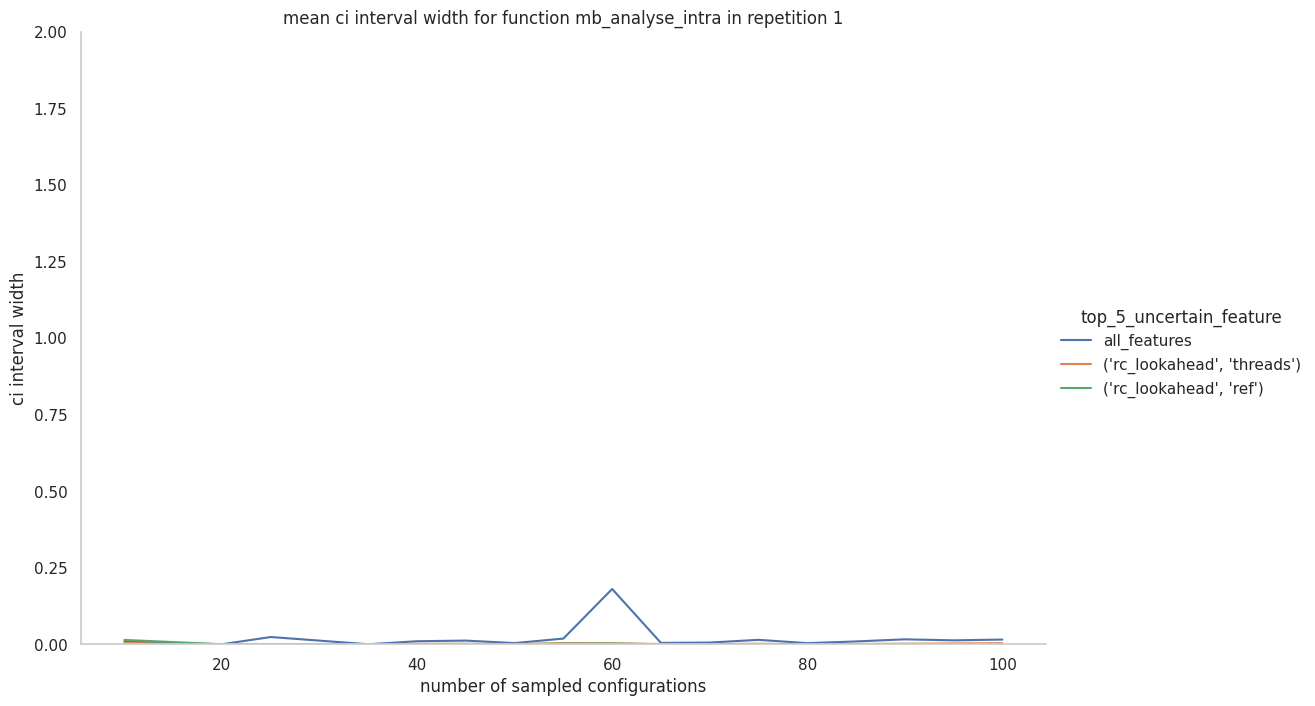 mean ci interval width for function mb_analyse_intra in repetition 1
2.00
1.75
1.50
1.25
1.00
0.75
0.50
0.25
0.00
ci interval width
20
40
60
80
100
number of sampled configurations
top_5_uncertain_feature
all_features
('rc_lookahead', 'threads')
('rc_lookahead', 'ref')